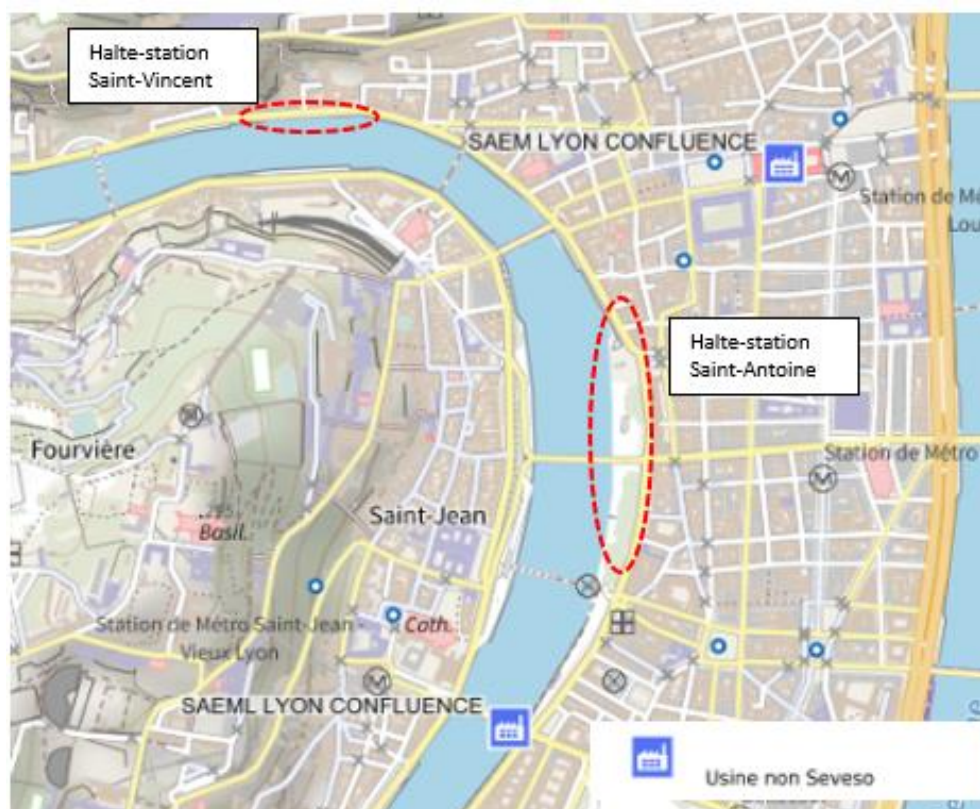 Halte-station
Saint-Vincent
SAEM LYON CONFLUENCE
Station de Mé
Lou
Halte-station
Saint-Antoine
Fourvière
Station de Métro
Saint-Jean
Basil.
Station de Métro Saint-Jean -
Vieux Lyon
Cath.
SAEML LYON CONFLUENCE
Usine non Seveso